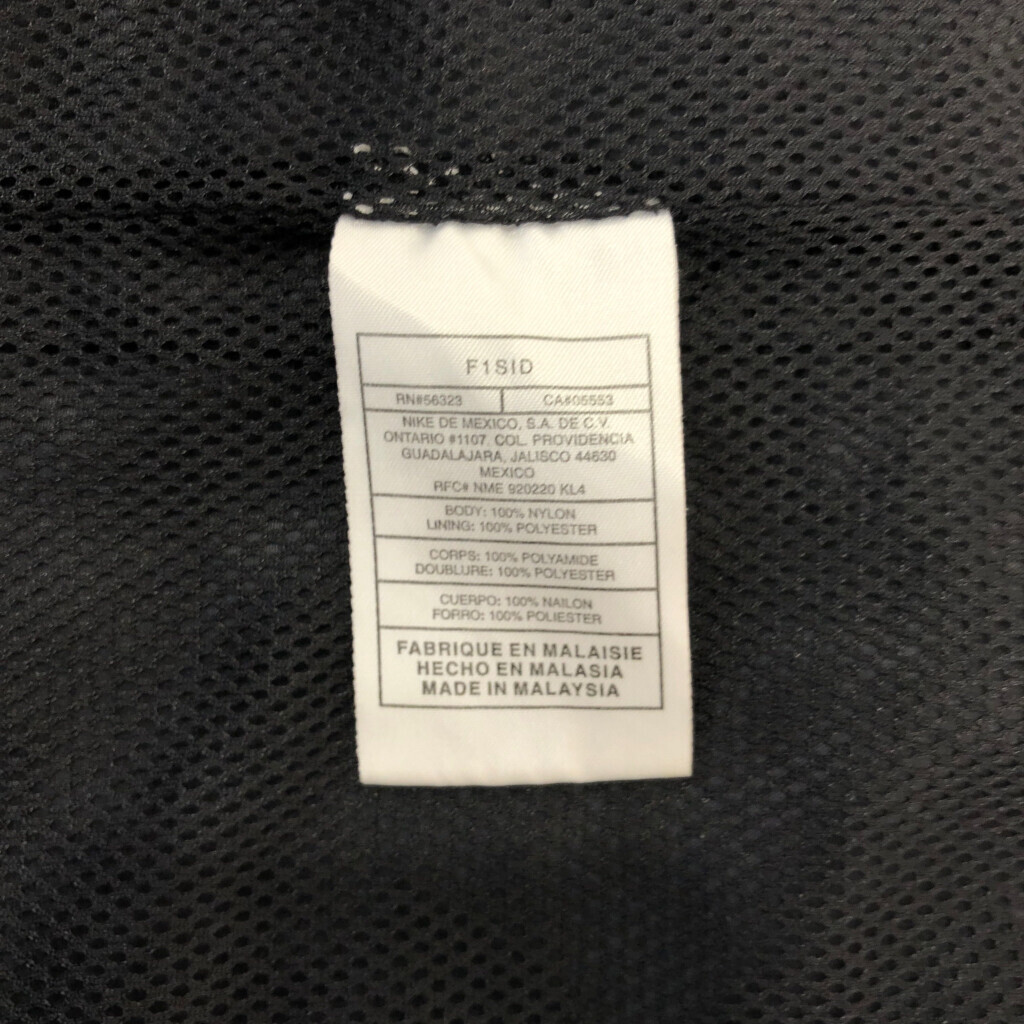 F1SID
RN#56323 CA#05553
NIKE DE MEXICO, S.A. DE C.V.
ONTARIO #1107, COL. PROVIDENCIA
GUADALAJARA, JALISCO 44630
MEXICO
RFC# NME 920220 KL4
BODY: 100% NYLON
LINING: 100% POLYESTER
CORPS: 100% POLYAMIDE
DOUBLURE: 100% POLYESTER
CUERPO: 100% NAILON
FORRO: 100% POLIESTER
FABRIQUE EN MALAISIE
HECHO EN MALASIA
MADE IN MALAYSIA